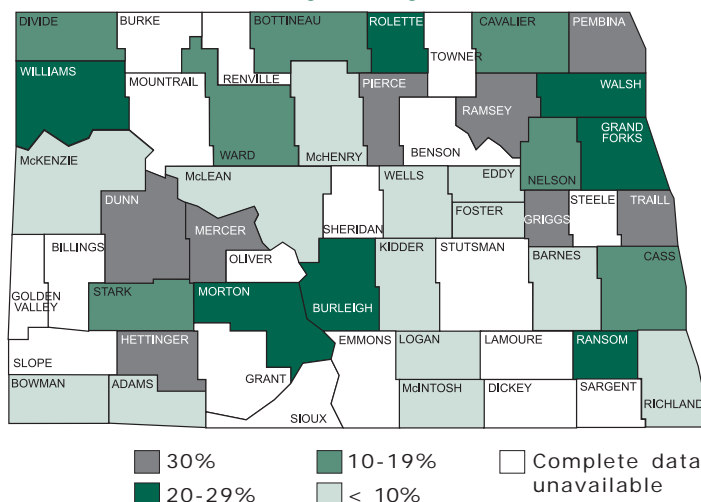 DIVIDE BURKE BOTTINEAU ROLETTE CAVALIER PEMBINA
TOWNER
WILLIAMS MOUNTRAIL RENVILLE PIERCE RAMSEY WALSH
GRAND
FORKS
McKENZIE WARD McHENRY BENSON
McLEAN WELLS EDDY NELSON
DUNN MERCER SHERIDAN FOSTER GRIGGS STEELE TRAILL
BILLINGS OLIVER KIDDER STUTSMAN BARNES CASS
GOLDEN
VALLEY
STARK MORTON BURLEIGH
HETTINGER EMMONS LOGAN LAMOURE RANSOM
SLOPE GRANT
BOWMAN ADAMS McINTOSH DICKEY SARGENT RICHLAND
SIOUX
30% 10-19% Complete data
unavailable
20-29% < 10%